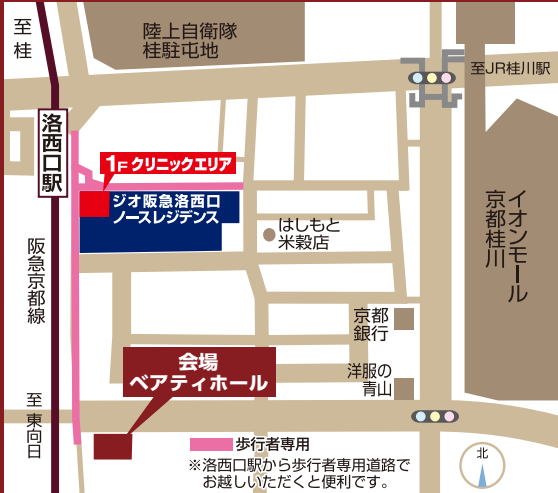 至
桂
陸上自衛隊
桂駐屯地
至JR桂川駅
洛西口駅
1Fクリニックエリア
ジオ阪急洛西口
ノースレジデンス
はしもと
米穀店
イオンモール
京都桂川
阪急京都線
京都
銀行
会場
ベアティホール
洋服の
青山
至 東向日
歩行者専用
※洛西口駅から歩行者専用道路で
お越しいただくと便利です。
北